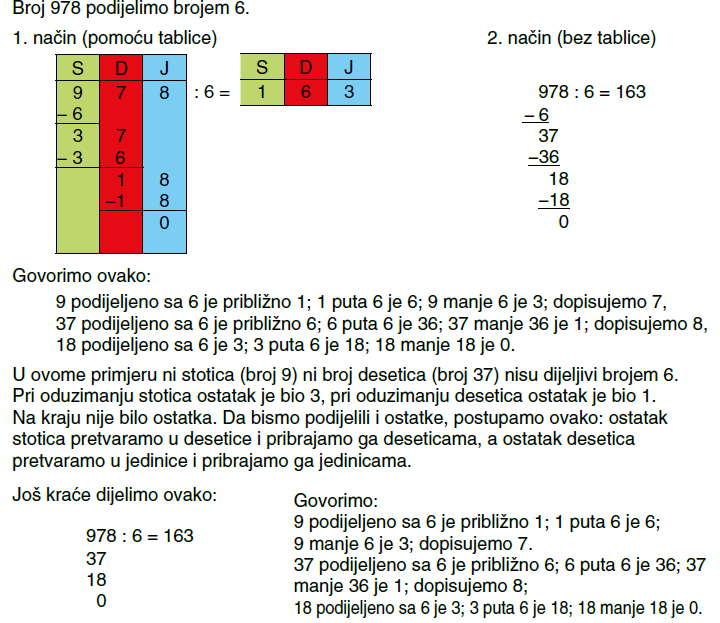 Broj 978 podijelimo brojem 6.
1. način (pomoću tablice)
2. način (bez tablice)
S D J
9 7 8 : 6 =
– 6
3 7
– 3 6
1 8
–1 8
0
S D J
1 6 3
978 : 6 = 163
– 6
37
–36
18
–18
0
Govorimo ovako:
9 podijeljeno sa 6 je približno 1; 1 puta 6 je 6; 9 manje 6 je 3; dopisujemo 7,
37 podijeljeno sa 6 je približno 6; 6 puta 6 je 36; 37 manje 36 je 1; dopisujemo 8,
18 podijeljeno sa 6 je 3; 3 puta 6 je 18; 18 manje 18 je 0.
U ovome primjeru ni stotica (broj 9) ni broj desetica (broj 37) nisu dijeljivi brojem 6.
Pri oduzimanju stotica ostatak je bio 3, pri oduzimanju desetica ostatak je bio 1.
Na kraju nije bilo ostatka. Da bismo podijelili i ostatke, postupamo ovako: ostatak
stotica pretvaramo u desetice i pribrajamo ga deseticama, a ostatak desetica
pretvaramo u jedinice i pribrajamo ga jedinicama.
Još kraće dijelimo ovako:
978 : 6 = 163
37
18
0
Govorimo:
9 podijeljeno sa 6 je približno 1; 1 puta 6 je 6;
9 manje 6 je 3; dopisujemo 7.
37 podijeljeno sa 6 je približno 6; 6 puta 6 je 36; 37
manje 36 je 1; dopisujemo 8;
18 podijeljeno sa 6 je 3; 3 puta 6 je 18; 18 manje 18 je 0.